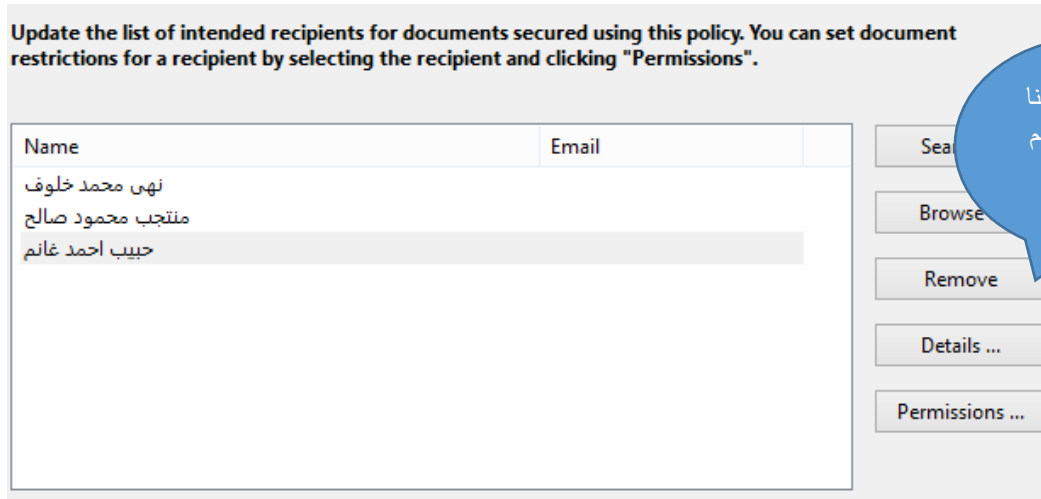 Update the list of intended recipients for documents secured using this policy. You can set document
restrictions for a recipient by selecting the recipient and clicking "Permissions".
Name Email
نهى محمد خلوف
منتجب محمود صالح
حبيب احمد غانم
Browse
Remove
Details ...
Permissions ...